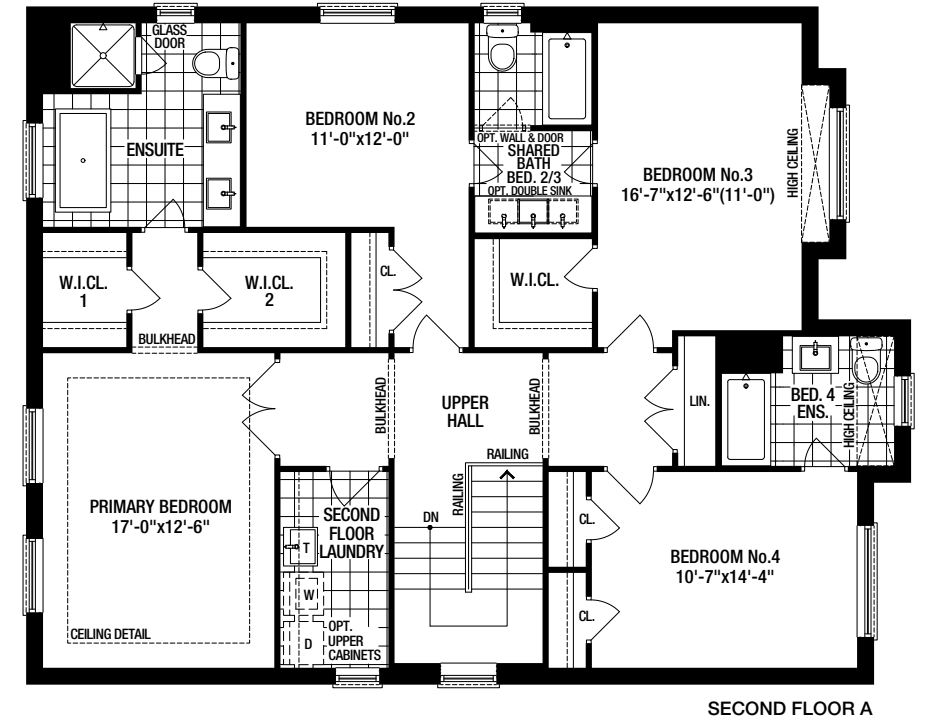 GLASS
DOOR
ENSUITE
BEDROOM No.2
11'-0"x12'-0"
OPT. WALL & DOOR
SHARED
BATH
BED. 2/3
OPT. DOUBLE SINK
BEDROOM No.3
16'-7"x12'-6"(11'-0")
HIGH CEILING
W.I.CL.
1
W.I.CL.
2
CL.
W.I.CL.
BULKHEAD
BULKHEAD
UPPER
HALL
BULKHEAD
LIN.
BED. 4
ENS.
HIGH CEILING
RAILING
RAILING
DN
PRIMARY BEDROOM
17'-0"x12'-6"
CEILING DETAIL
SECOND
FLOOR
LAUNDRY
T
W
D
OPT.
UPPER
CABINETS
CL.
CL.
BEDROOM No.4
10'-7"x14'-4"
SECOND FLOOR A